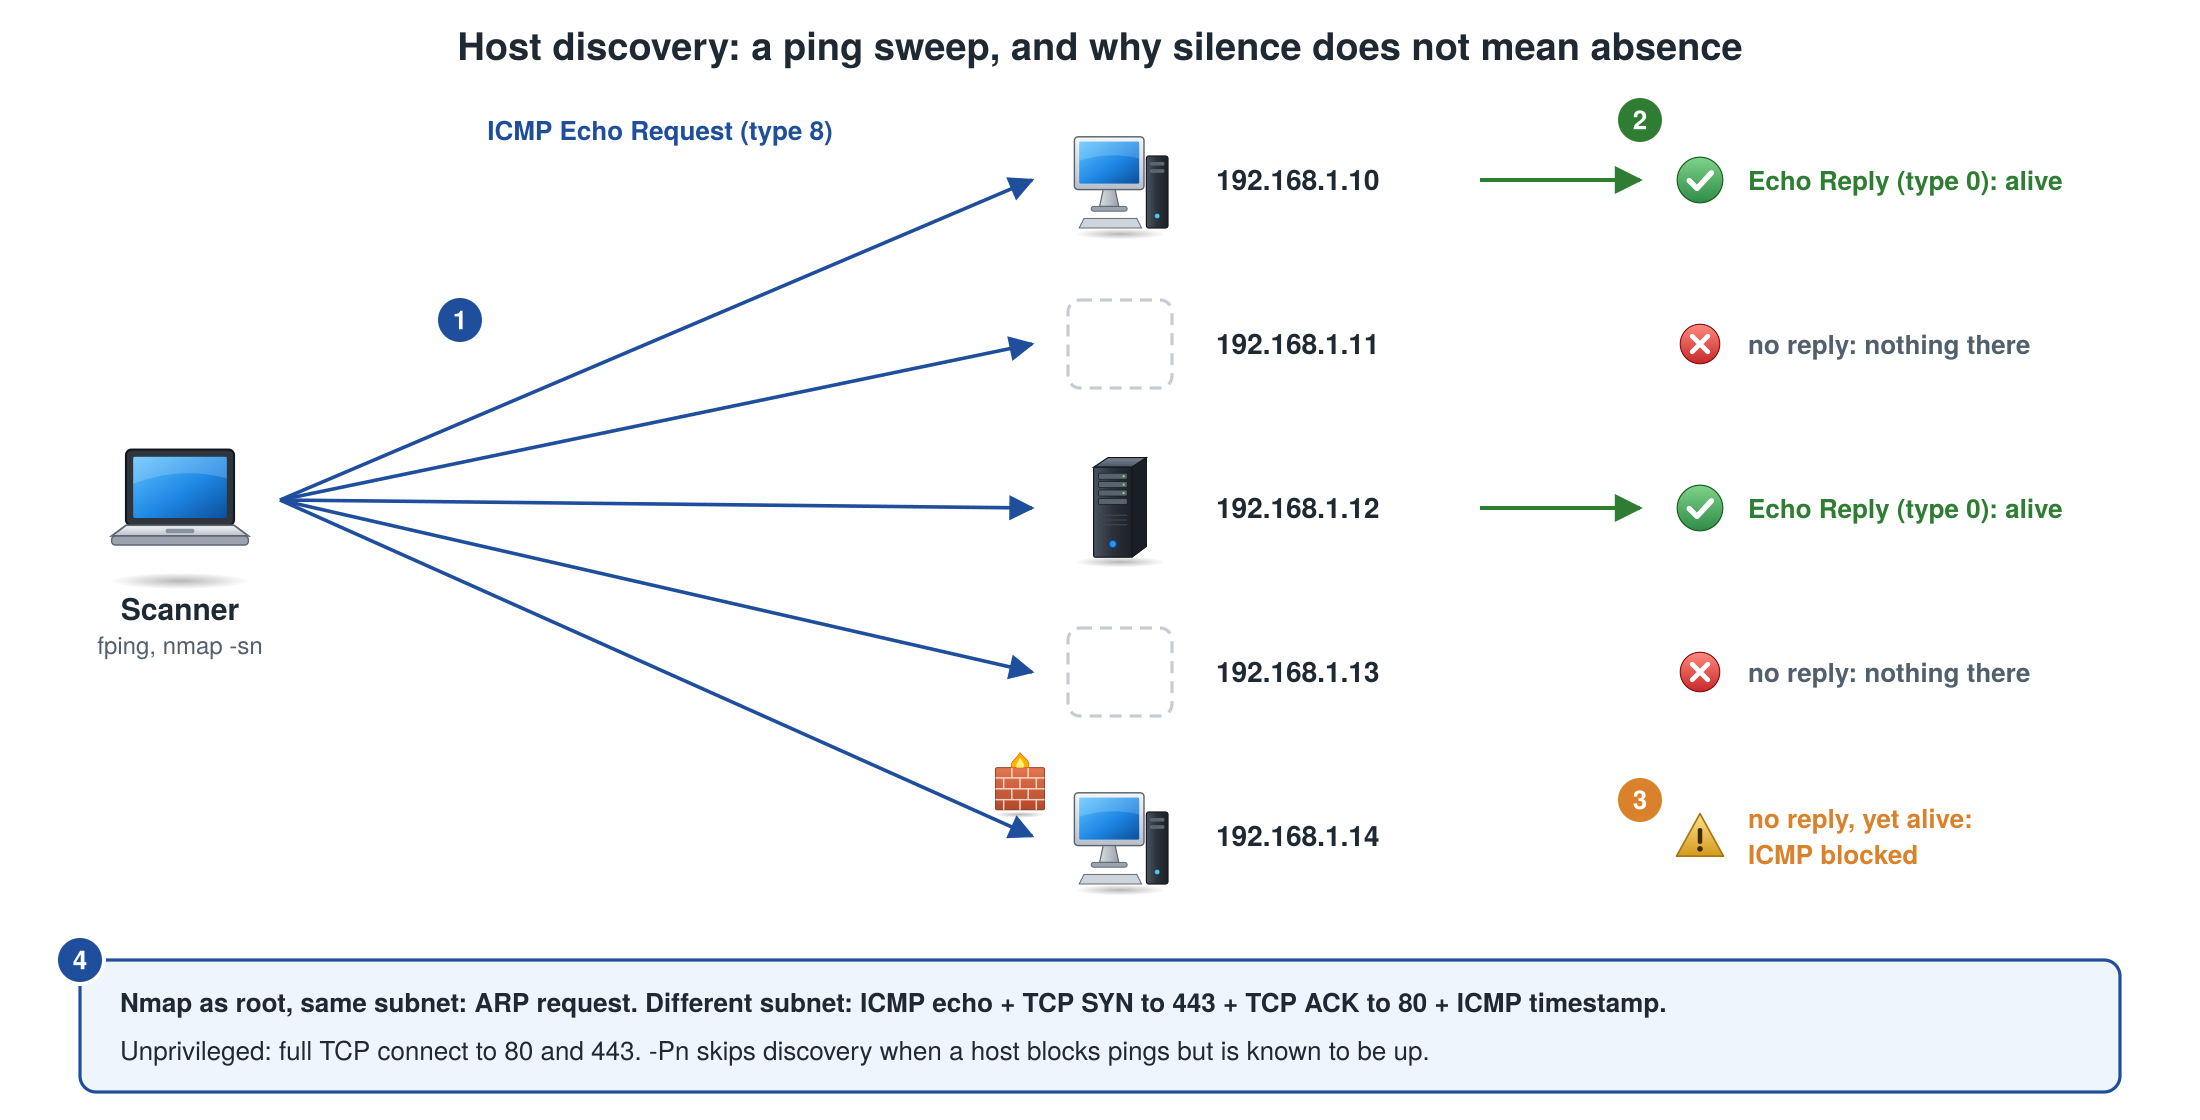 Host discovery: a ping sweep, and why silence does not mean absence
ICMP Echo Request (type 8)
2
192.168.1.10
Echo Reply (type 0): alive
1
192.168.1.11
no reply: nothing there
192.168.1.12
Echo Reply (type 0): alive
Scanner
fping, nmap -sn
192.168.1.13
no reply: nothing there
3
192.168.1.14
no reply, yet alive:
ICMP blocked
4
Nmap as root, same subnet: ARP request. Different subnet: ICMP echo + TCP SYN to 443 + TCP ACK to 80 + ICMP timestamp.
Unprivileged: full TCP connect to 80 and 443. -Pn skips discovery when a host blocks pings but is known to be up.